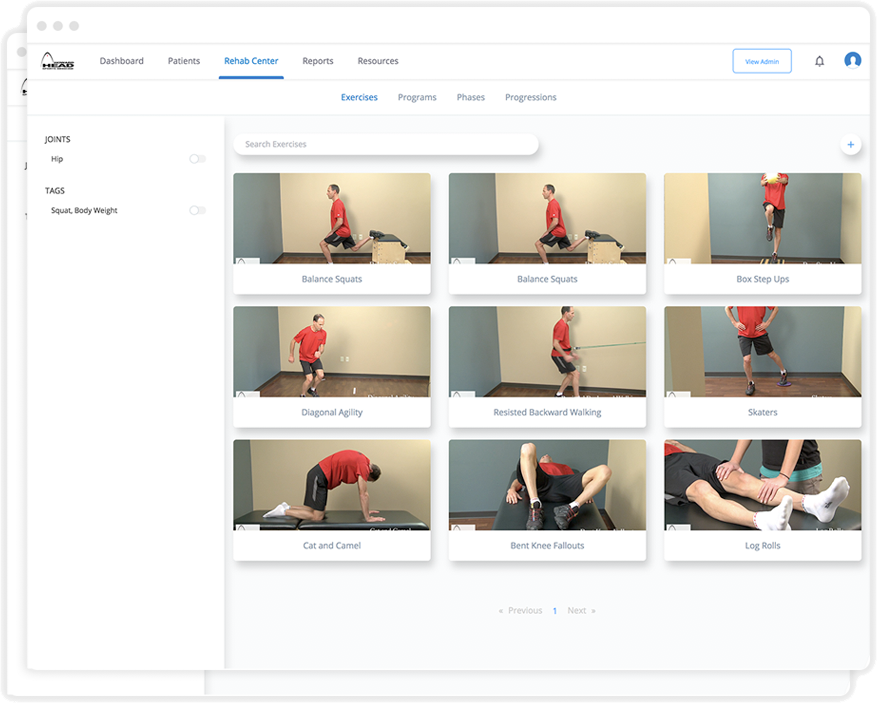 HEAD
Dashboard Patients Rehab Center Reports Resources View Admin
Exercises Programs Phases Progressions
JOINTS
Hip
TAGS
Squat, Body Weight
Search Exercises
+
Balance Squats Balance Squats Box Step Ups
Diagonal Agility Resisted Backward Walking Skaters
Cat and Camel Bent Knee Fallouts Log Rolls
« Previous 1 Next »